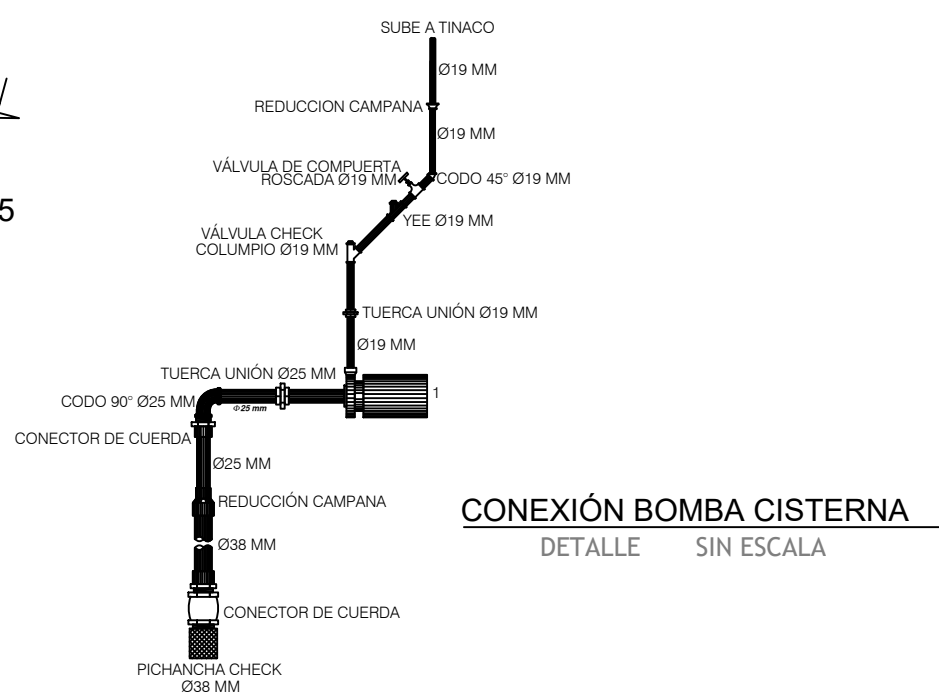 SUBE A TINACO
Ø19 MM
REDUCCION CAMPANA
Ø19 MM
VÁLVULA DE COMPUERTA
ROSCADA Ø19 MM
CODO 45° Ø19 MM
5
YEE Ø19 MM
VÁLVULA CHECK
COLUMPIO Ø19 MM
TUERCA UNIÓN Ø19 MM
Ø19 MM
TUERCA UNIÓN Ø25 MM
1
CODO 90° Ø25 MM
Φ25 mm
CONECTOR DE CUERDA
Ø25 MM
REDUCCIÓN CAMPANA
CONEXIÓN BOMBA CISTERNA
DETALLE SIN ESCALA
Ø38 MM
CONECTOR DE CUERDA
PICHANCHA CHECK
Ø38 MM